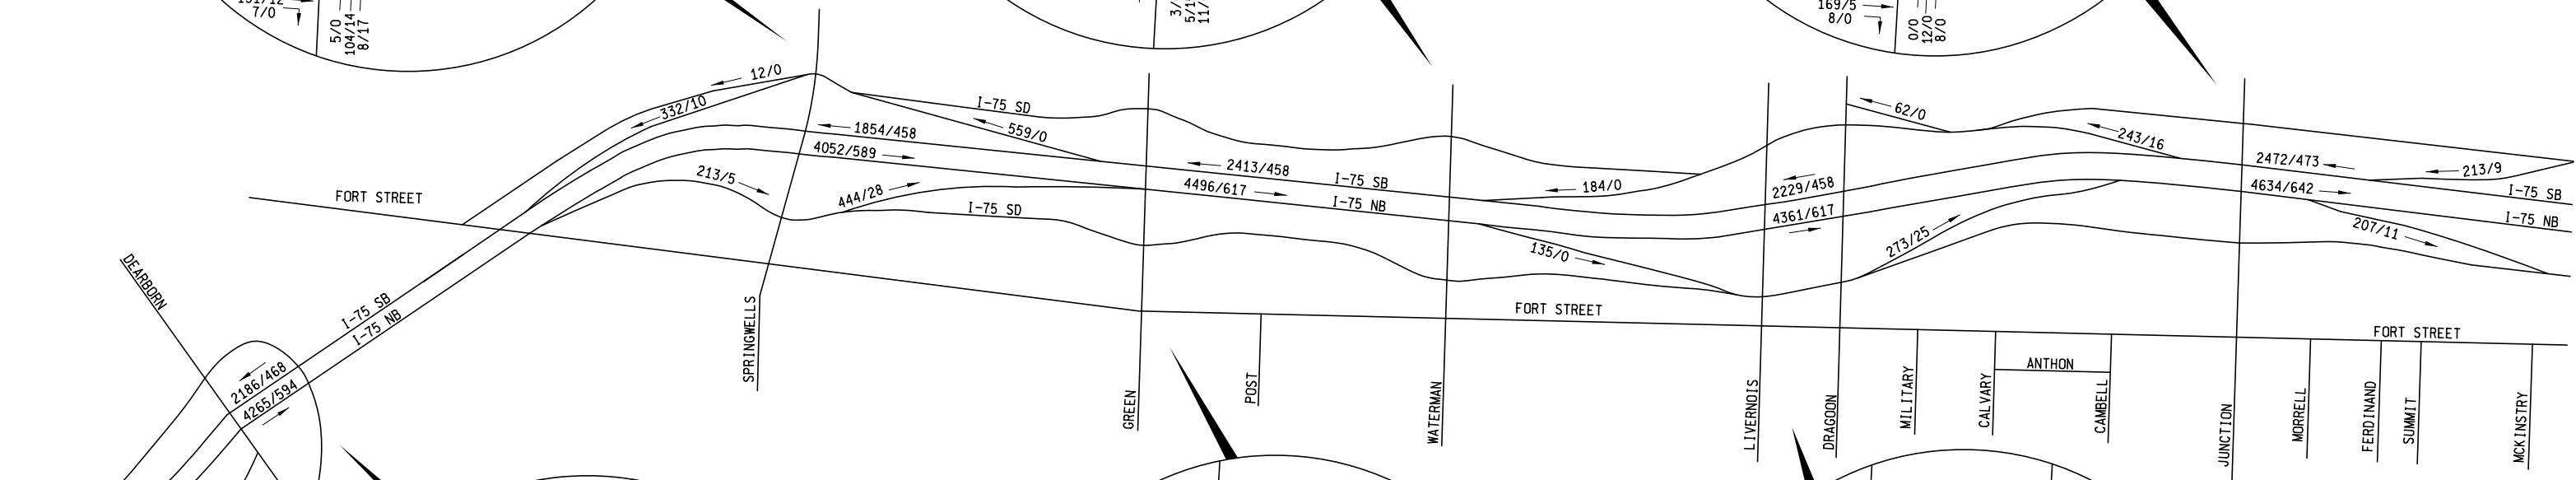 7/0
5/0
104/14
8/17
169/5
8/0
0/0
12/0
8/0
12/0
332/10
I-75 SD
559/0
1854/458
4052/589
213/5
444/28
I-75 SD
2413/458
4496/617
I-75 SB
I-75 NB
184/0
135/0
62/0
243/16
2229/458
4361/617
273/25
2472/473
213/9
4634/642
I-75 SB
I-75 NB
207/11
FORT STREET
DEARBORN
I-75 SB
I-75 NB
2186/468
4265/594
SPRINGWELLS
GREEN
POST
WATERMAN
FORT STREET
LIVERNOIS
DRAGOON
MILITARY
CALVARY
ANTHON
CAMBELL
JUNCTION
MORRELL
FERDINAND
SUMMIT
MCKINSTRY
FORT STREET